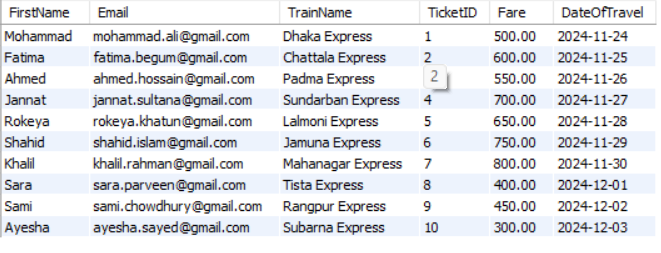 FirstName Email TrainName TicketID Fare DateOfTravel
Mohammad mohammad.ali@gmail.com Dhaka Express 1 500.00 2024-11-24
Fatima fatima.begum@gmail.com Chattala Express 2 600.00 2024-11-25
Ahmed ahmed.hossain@gmail.com Padma Express 2 550.00 2024-11-26
Jannat jannat.sultana@gmail.com Sundarban Express 4 700.00 2024-11-27
Rokeya rokeya.khatun@gmail.com Lalmoni Express 5 650.00 2024-11-28
Shahid shahid.islam@gmail.com Jamuna Express 6 750.00 2024-11-29
Khalil khalil.rahman@gmail.com Mahanagar Express 7 800.00 2024-11-30
Sara sara.parveen@gmail.com Tista Express 8 400.00 2024-12-01
Sami sami.chowdhury@gmail.com Rangpur Express 9 450.00 2024-12-02
Ayesha ayesha.sayed@gmail.com Subarna Express 10 300.00 2024-12-03